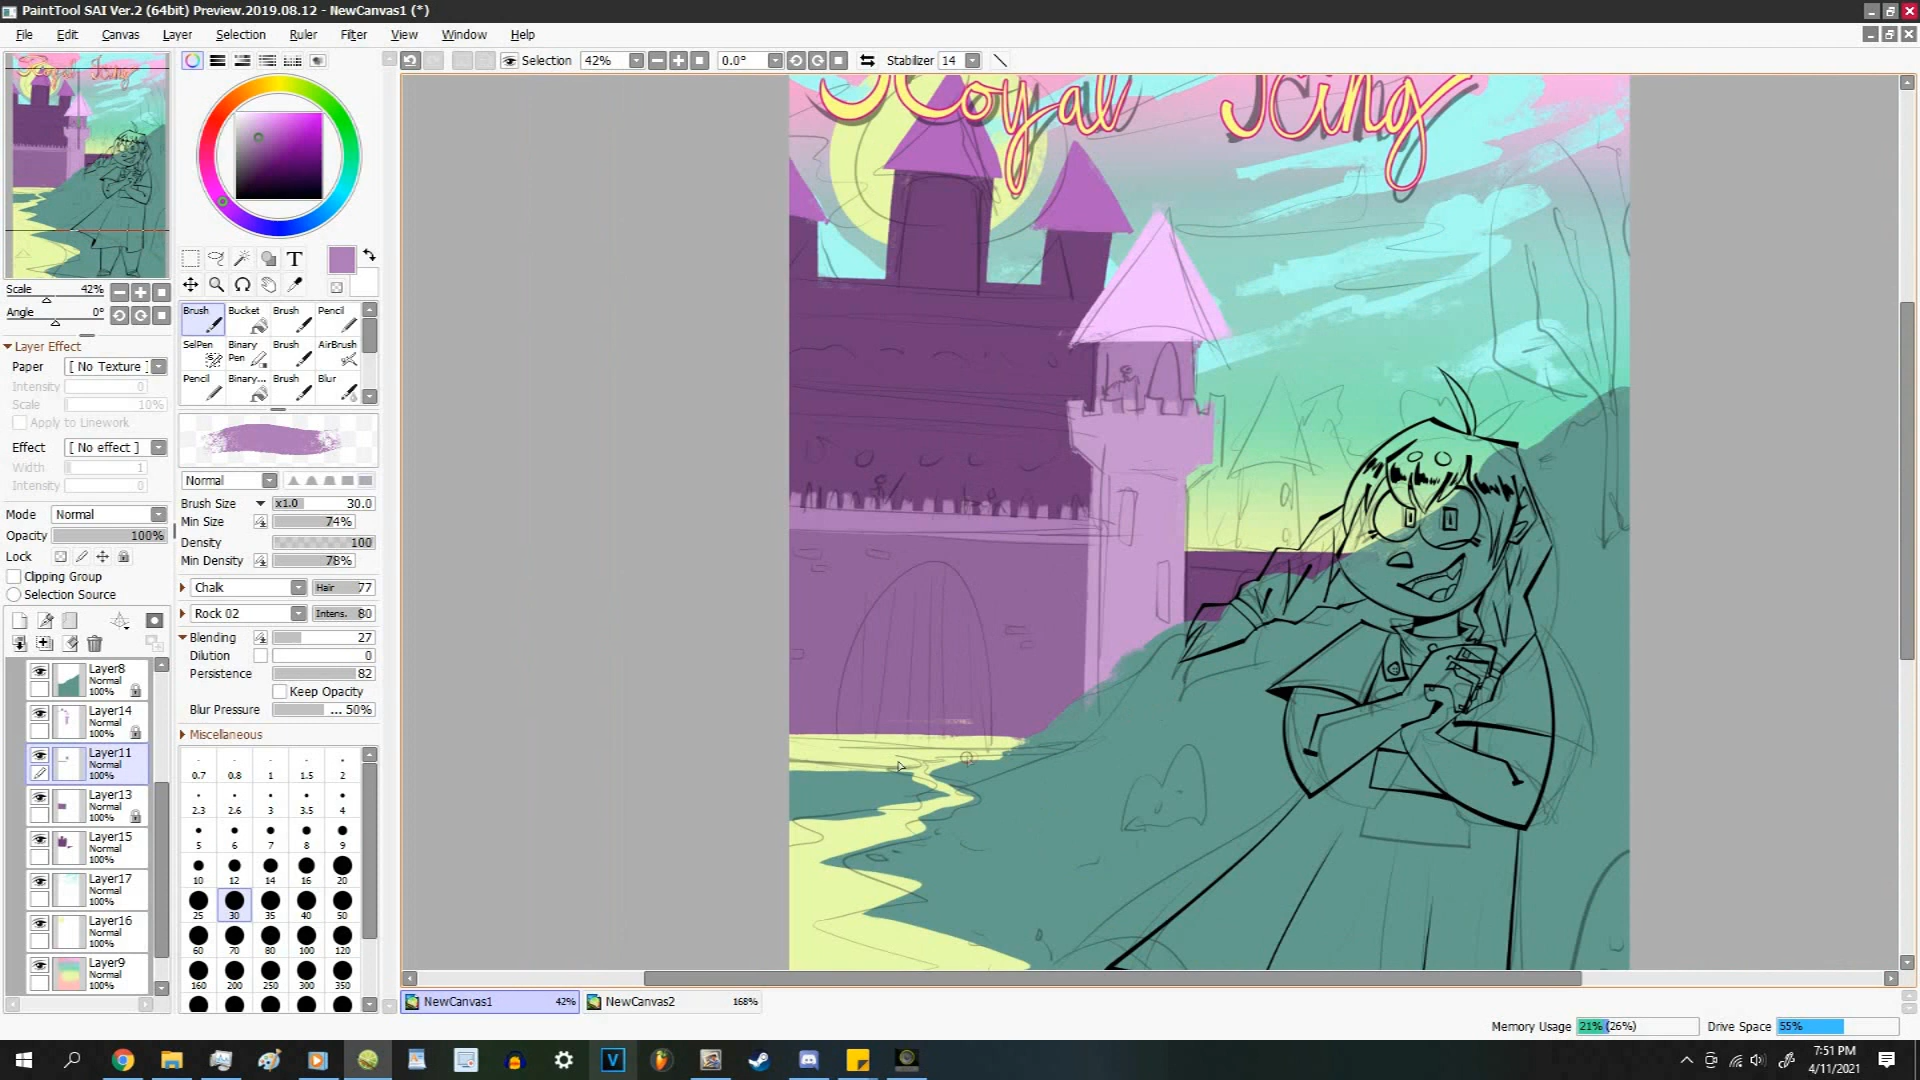 PaintTool SAI Ver.2 (64bit) Preview.2019.08.12 - NewCanvas1 (*)
File Edit Canvas Layer Selection Ruler Filter View Window Help
Selection 42% 0.0° Stabilizer 14
Royal Icing
Scale 42%
Angle 0°
Layer Effect
Paper [ No Texture ]
Intensity 0
Scale 10%
Apply to Linework
Effect [ No effect ]
Width 1
Intensity 0
Mode Normal
Opacity 100%
Lock
Clipping Group
Selection Source
Layer8
Normal
100%
Layer14
Normal
100%
Layer11
Normal
100%
Layer13
Normal
100%
Layer15
Normal
100%
Layer17
Normal
100%
Layer16
Normal
100%
Layer9
Normal
100%
T
Brush Bucket Brush Pencil
SelPen Binary Pen Brush AirBrush
Pencil Binary... Brush Blur
Normal
Brush Size x1.0 30.0
Min Size 74%
Density 100
Min Density 78%
Chalk Hair 77
Rock 02 Intens. 80
Blending 27
Dilution 0
Persistence 82
Keep Opacity
Blur Pressure ... 50%
Miscellaneous
0.7 0.8 1 1.5 2
2.3 2.6 3 3.5 4
5 6 7 8 9
10 12 14 16 20
25 30 35 40 50
60 70 80 100 120
160 200 250 300 350
NewCanvas1 42% NewCanvas2 168%
Memory Usage 21% (26%) Drive Space 55%
7:51 PM
4/11/2021